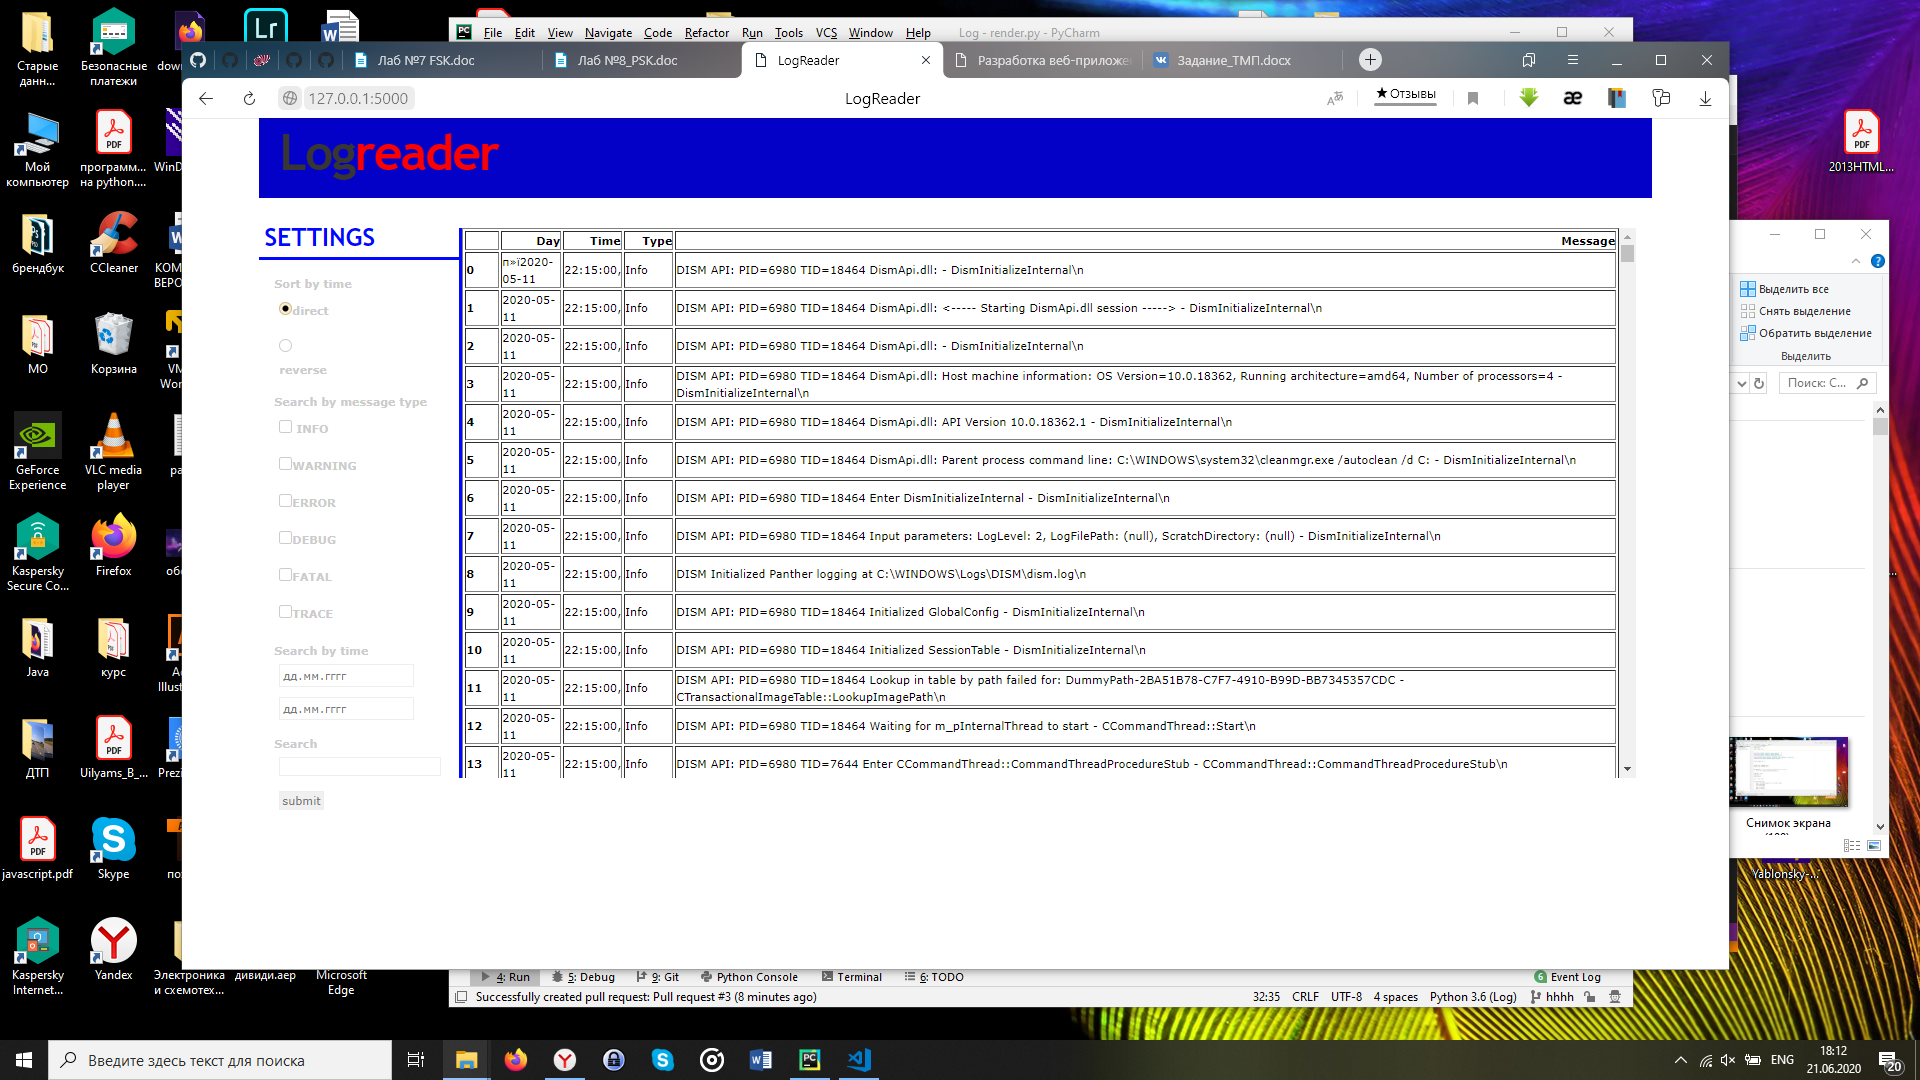 Старые данн...
Безопасные платежи
dow
Lr
Мой компьютер
PDF
программ... на python....
WinD
брендбук
CCleaner
КОМ
ВЕРО
МО
Корзина
VM
Wor
GeForce Experience
VLC media player
ра
Kaspersky Secure Co...
Firefox
об
Java
курс
Ac
Illust
ДТП
PDF
Uilyams_B_...
Prezi
PDF
javascript.pdf
Skype
по
Kaspersky Internet...
Yandex
Электроника и схемотех...
дивиди.aep
Microsoft Edge
PDF
2013HTML...
Yablonsky-...
File Edit View Navigate Code Refactor Run Tools VCS Window Help Log - render.py - PyCharm
Лаб №7 FSK.doc
Лаб №8_PSK.doc
LogReader
Разработка веб-приложе
Задание_ТМП.docx
127.0.0.1:5000
LogReader
★Отзывы
Logreader
SETTINGS
Sort by time
direct
reverse
Search by message type
INFO
WARNING
ERROR
DEBUG
FATAL
TRACE
Search by time
дд.мм.гггг
дд.мм.гггг
Search
submit
Day Time Type Message
0 п»ї2020-05-11 22:15:00, Info DISM API: PID=6980 TID=18464 DismApi.dll: - DismInitializeInternal\n
1 2020-05-11 22:15:00, Info DISM API: PID=6980 TID=18464 DismApi.dll: <----- Starting DismApi.dll session -----> - DismInitializeInternal\n
2 2020-05-11 22:15:00, Info DISM API: PID=6980 TID=18464 DismApi.dll: - DismInitializeInternal\n
3 2020-05-11 22:15:00, Info DISM API: PID=6980 TID=18464 DismApi.dll: Host machine information: OS Version=10.0.18362, Running architecture=amd64, Number of processors=4 - DismInitializeInternal\n
4 2020-05-11 22:15:00, Info DISM API: PID=6980 TID=18464 DismApi.dll: API Version 10.0.18362.1 - DismInitializeInternal\n
5 2020-05-11 22:15:00, Info DISM API: PID=6980 TID=18464 DismApi.dll: Parent process command line: C:\WINDOWS\system32\cleanmgr.exe /autoclean /d C: - DismInitializeInternal\n
6 2020-05-11 22:15:00, Info DISM API: PID=6980 TID=18464 Enter DismInitializeInternal - DismInitializeInternal\n
7 2020-05-11 22:15:00, Info DISM API: PID=6980 TID=18464 Input parameters: LogLevel: 2, LogFilePath: (null), ScratchDirectory: (null) - DismInitializeInternal\n
8 2020-05-11 22:15:00, Info DISM Initialized Panther logging at C:\WINDOWS\Logs\DISM\dism.log\n
9 2020-05-11 22:15:00, Info DISM API: PID=6980 TID=18464 Initialized GlobalConfig - DismInitializeInternal\n
10 2020-05-11 22:15:00, Info DISM API: PID=6980 TID=18464 Initialized SessionTable - DismInitializeInternal\n
11 2020-05-11 22:15:00, Info DISM API: PID=6980 TID=18464 Lookup in table by path failed for: DummyPath-2BA51B78-C7F7-4910-B99D-BB7345357CDC - CTransactionalImageTable::LookupImagePath\n
12 2020-05-11 22:15:00, Info DISM API: PID=6980 TID=18464 Waiting for m_pInternalThread to start - CCommandThread::Start\n
13 2020-05-11 22:15:00, Info DISM API: PID=6980 TID=7644 Enter CCommandThread::CommandThreadProcedureStub - CCommandThread::CommandThreadProcedureStub\n
Выделить все
Снять выделение
Обратить выделение
Выделить
Поиск: С...
Снимок экрана
4: Run 5: Debug 9: Git Python Console Terminal 6: TODO 6 Event Log
Successfully created pull request: Pull request #3 (8 minutes ago)
32:35 CRLF UTF-8 4 spaces Python 3.6 (Log) hhhh
Введите здесь текст для поиска
ENG
18:12
21.06.2020
20